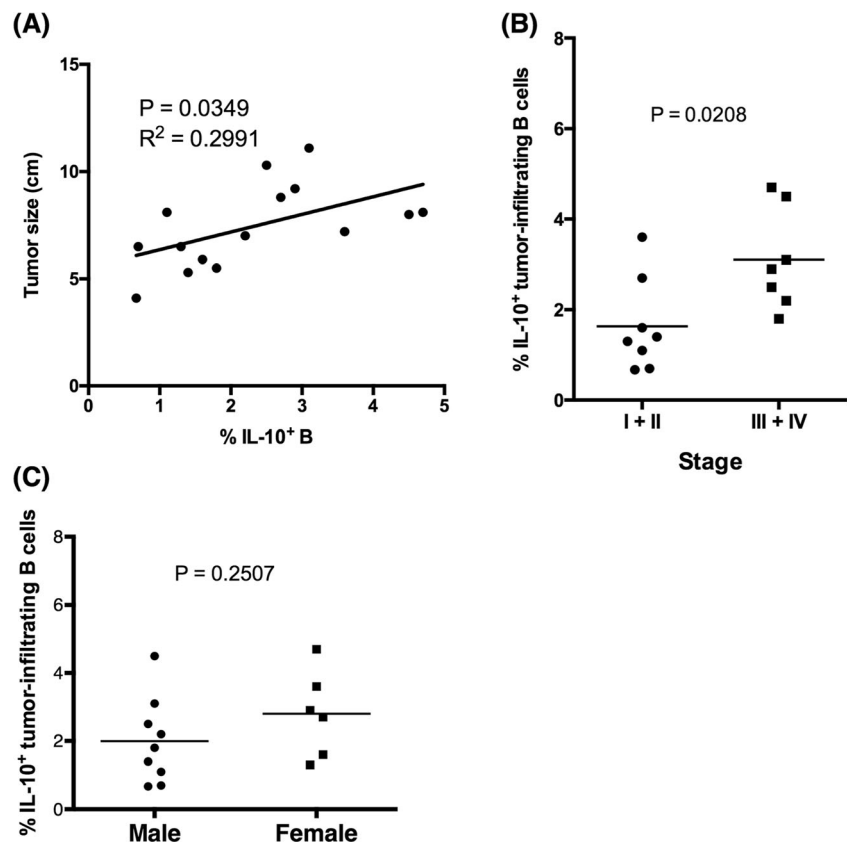 (A)
15
10
5
0
P = 0.0349
R² = 0.2991
Tumor size (cm)
0 1 2 3 4 5
% IL-10⁺ B
(B)
8
6
4
2
0
P = 0.0208
% IL-10⁺ tumor-infiltrating B cells
I + II III + IV
Stage
(C)
8
6
4
2
0
P = 0.2507
% IL-10⁺ tumor-infiltrating B cells
Male Female